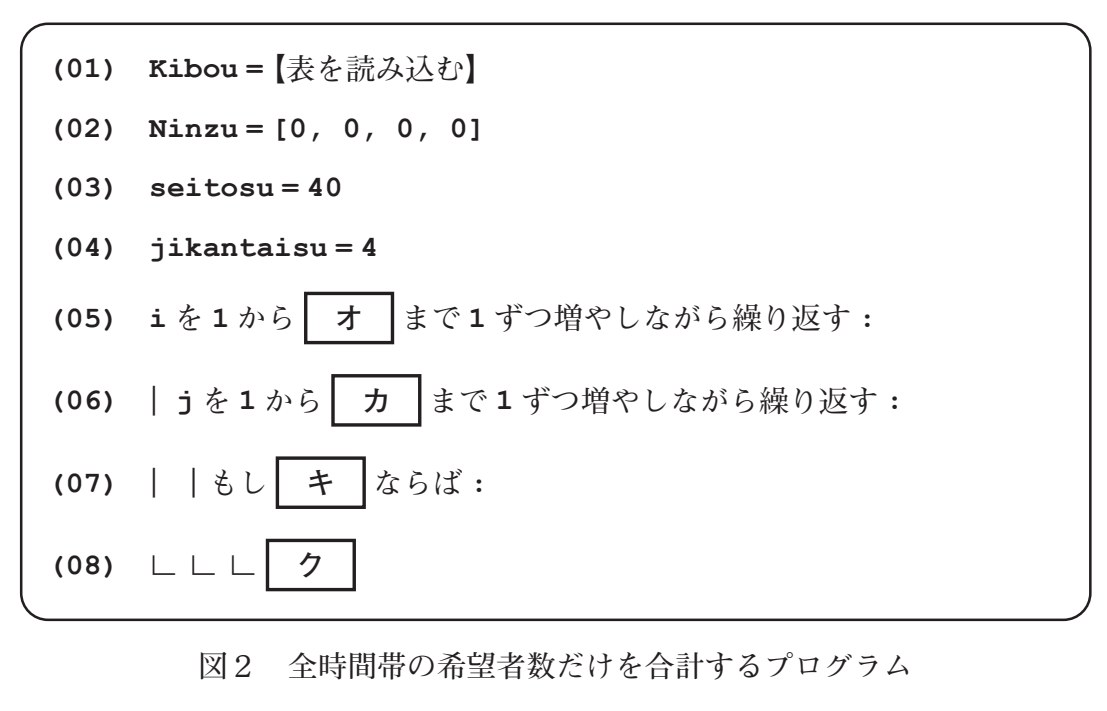 (01) Kibou = 【表を読み込む】
(02) Ninzu = [0, 0, 0, 0]
(03) seitosu = 40
(04) jikantaisu = 4
(05) i を 1 から オ まで 1 ずつ増やしながら繰り返す：
(06) | j を 1 から カ まで 1 ずつ増やしながら繰り返す：
(07) | | もし キ ならば：
(08) ∟ ∟ ∟ ク
図２ 全時間帯の希望者数だけを合計するプログラム